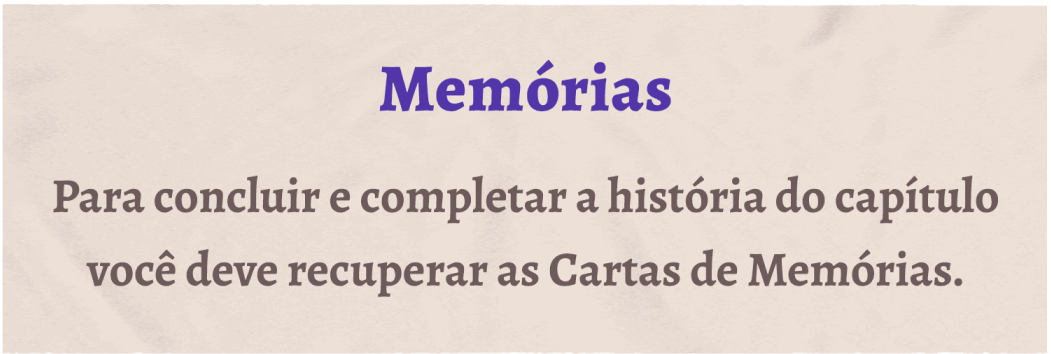 Memórias
Para concluir e completar a história do capítulo
você deve recuperar as Cartas de Memórias.